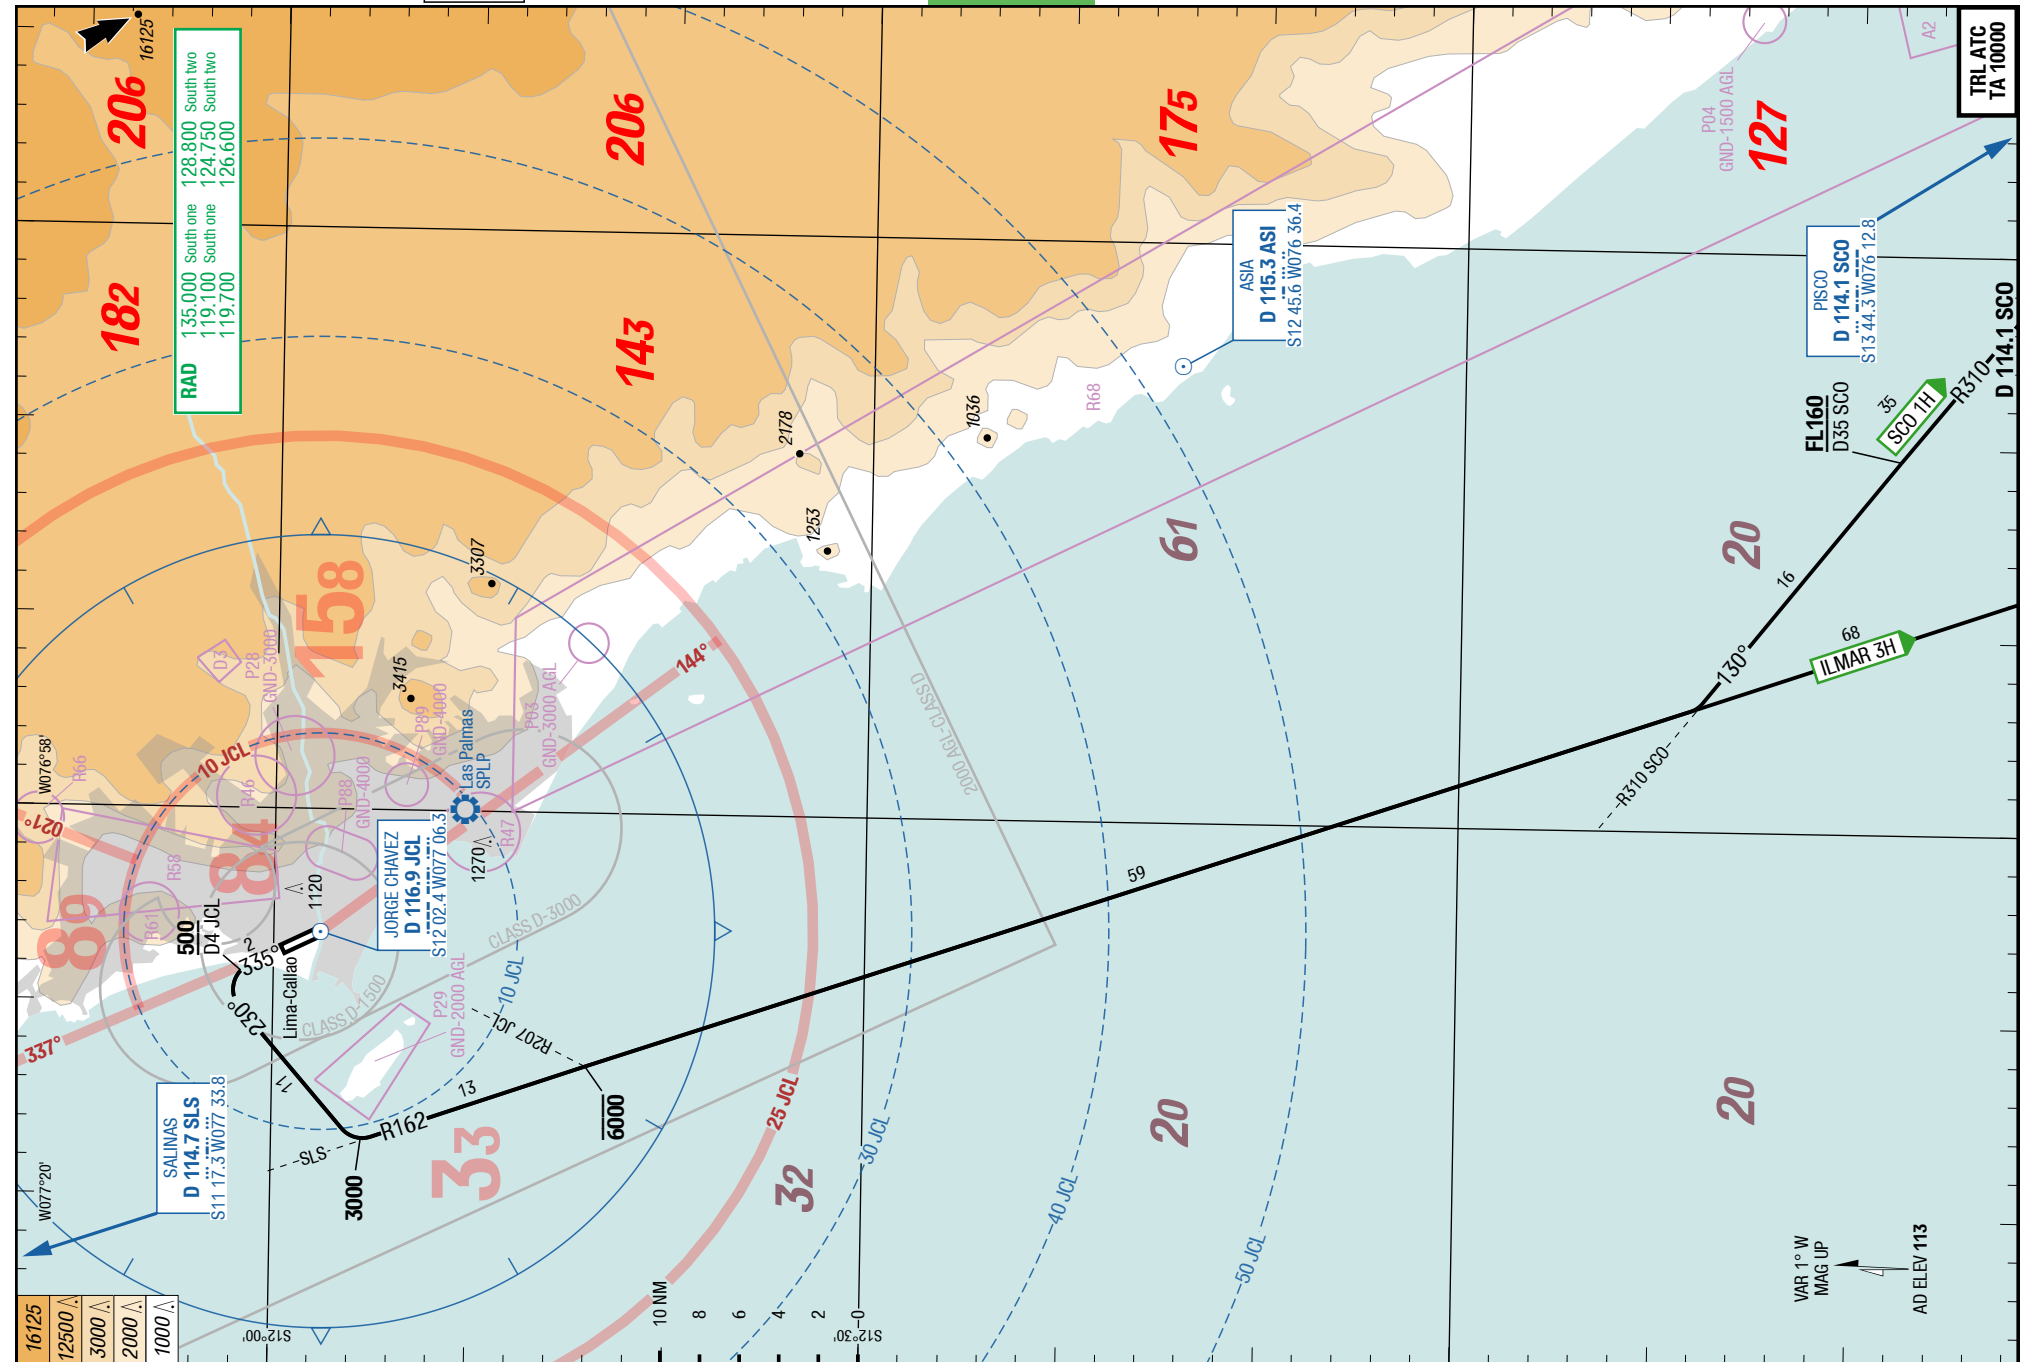 16125
206
RAD
135.000 South one 128.800 South two
119.100 South one 124.750 South two
119.700 126.600
182
206
143
175
127
P04
GND-1500 AGL
A2
TRL ATC
TA 10000
ASIA
D 115.3 ASI
S12 45.6 W076 36.4
PISCO
D 114.1 SCO
S13 44.3 W076 12.8
R68
2178
1036
1253
3307
3415
158
D3
P28
GND-3000
P89
GND-4000
P03
GND-3000 AGL
144°
Las Palmas
SPLP
2000 AGL-CLASS D
61
20
FL160
D35 SCO
35
SCO 1H
R310
D 114.1 SCO
16
130°
68
ILMAR 3H
R310 SCO
W076°58'
R66
021°
10 JCL
R46
P88
GND-4000
84
R58
R61
89
1120
1270
R47
JORGE CHAVEZ
D 116.9 JCL
S12 02.4 W077 06.3
500
D4 JCL
2
335°
Lima-Callao
230°
CLASS D-1500
CLASS D-3000
P29
GND-2000 AGL
10 JCL
R207 JCL
59
337°
11
SALINAS
D 114.7 SLS
S11 17.3 W077 33.8
SLS
R162
13
3000
6000
33
25 JCL
32
30 JCL
40 JCL
50 JCL
20
20
W077°20'
S12°00'
S12°30'
10 NM
8
6
4
2
0
16125
12500
3000
2000
1000
VAR 1° W
MAG UP
AD ELEV 113